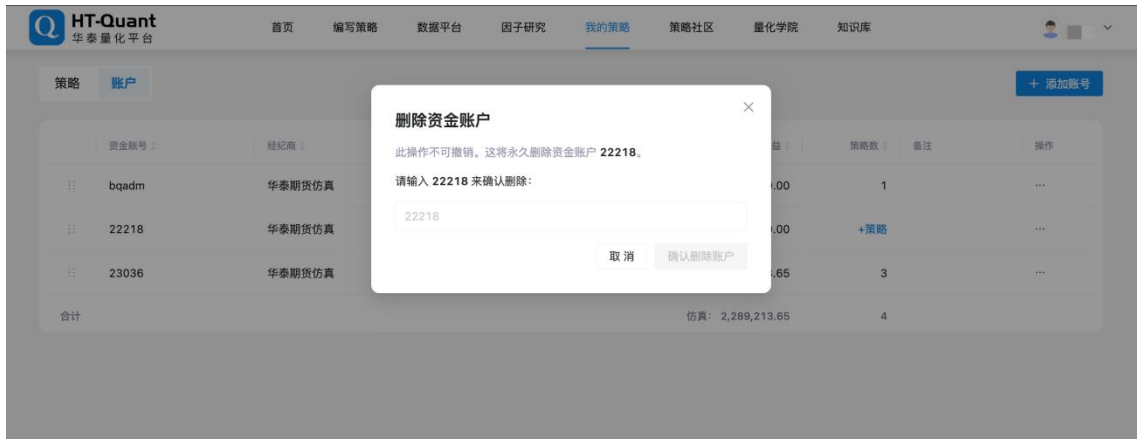 HT-Quant
华泰量化平台
首页 编写策略 数据平台 因子研究 我的策略 策略社区 量化学院 知识库
策略 账户
+ 添加账号
删除资金账户
此操作不可撤销。这将永久删除资金账户 22218。
请输入 22218 来确认删除：
22218
取消 确认删除账户
资金账号 经纪商 益 策略数 备注 操作
bqadm 华泰期货仿真 .00 1 ...
22218 华泰期货仿真 .00 +策略 ...
23036 华泰期货仿真 .65 3 ...
合计 仿真： 2,289,213.65 4